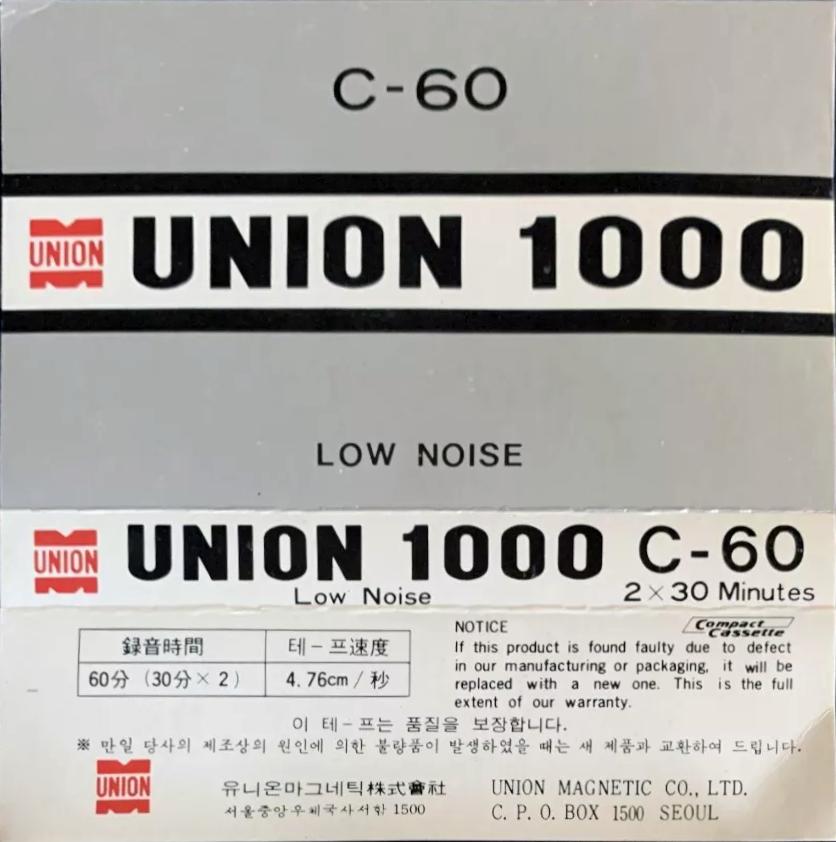 C-60
UNION
UNION 1000
LOW NOISE
UNION
UNION 1000 C-60
Low Noise
2×30 Minutes
録音時間
테-프速度
60分 (30分×2)
4.76cm/秒
NOTICE
Compact Cassette
If this product is found faulty due to defect
in our manufacturing or packaging, it will be
replaced with a new one. This is the full
extent of our warranty.
이 테-프는 품질을 보장합니다.
※ 만일 당사의 제조상의 원인에 의한 불량품이 발생하였을 때는 새 제품과 교환하여 드립니다.
UNION
유니온마그네틱株式會社
서울중앙우체국사서함 1500
UNION MAGNETIC CO., LTD.
C. P. O. BOX 1500 SEOUL